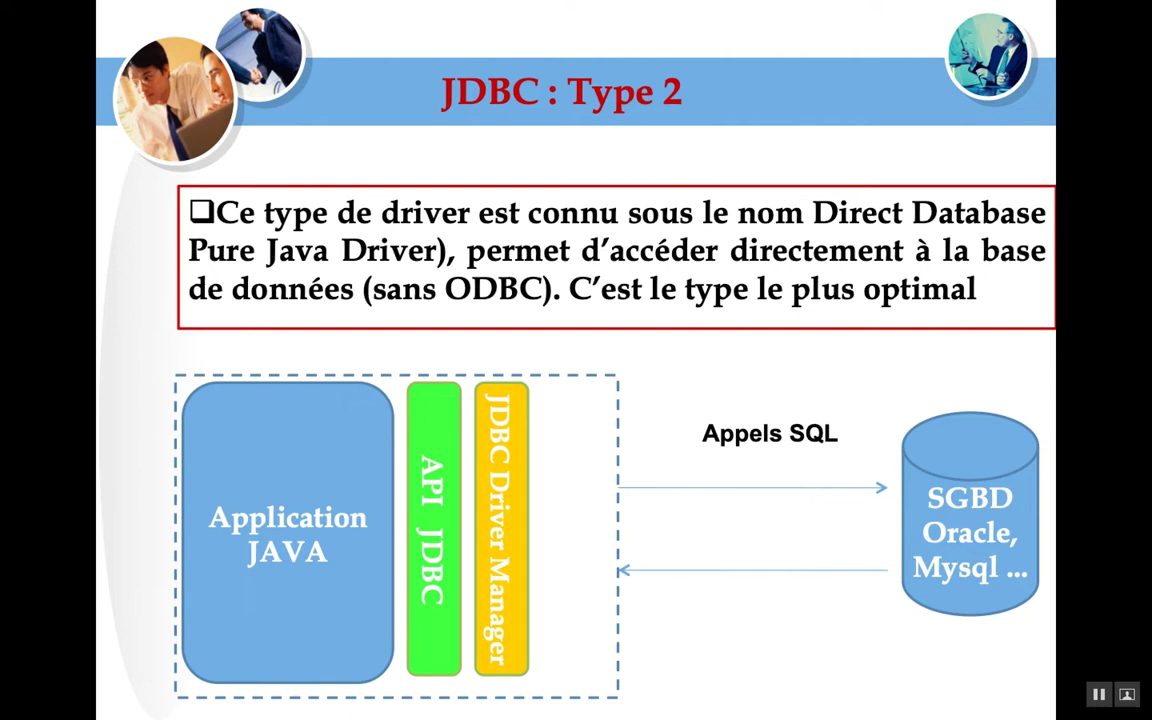 JDBC : Type 2
❑Ce type de driver est connu sous le nom Direct Database
Pure Java Driver), permet d’accéder directement à la base
de données (sans ODBC). C’est le type le plus optimal
Application
JAVA
API JDBC
JDBC Driver Manager
Appels SQL
SGBD
Oracle,
Mysql ...